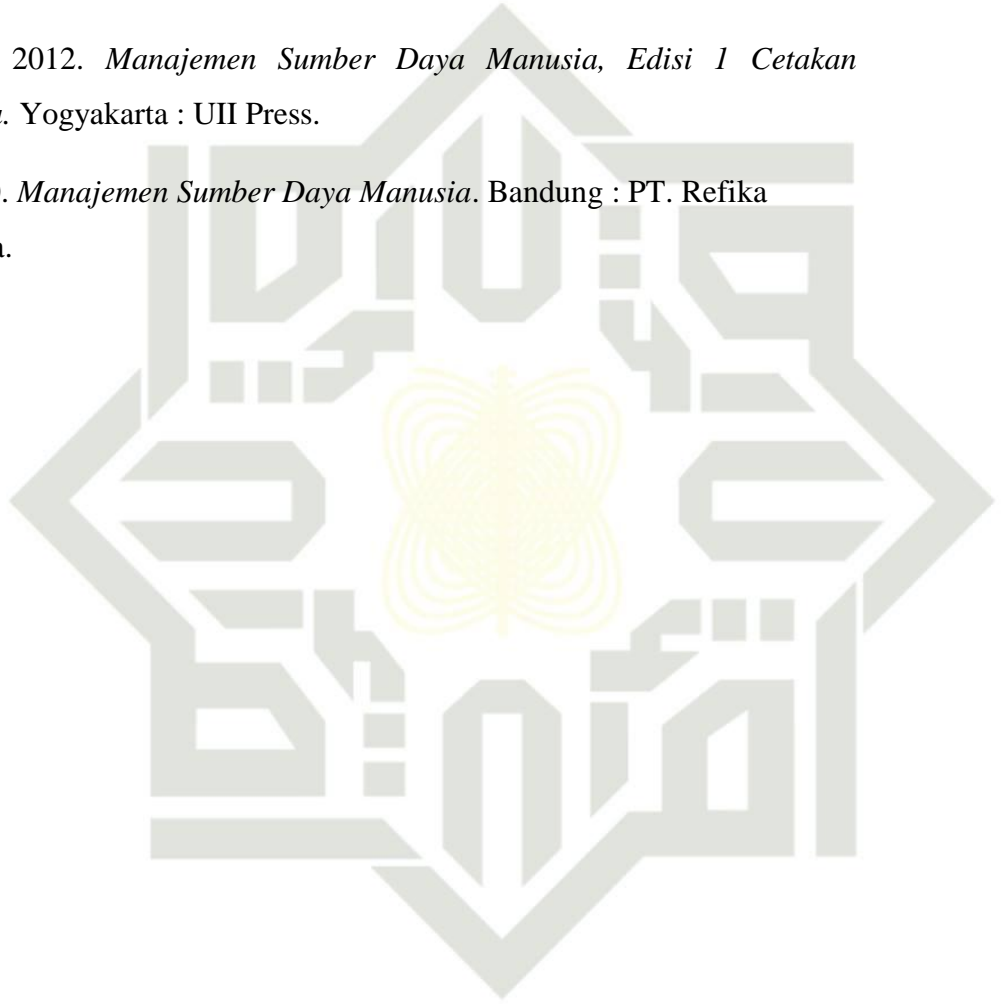 2012. Manajemen Sumber Daya Manusia, Edisi 1 Cetakan
Yogyakarta : UII Press.
. Manajemen Sumber Daya Manusia. Bandung : PT. Refika
a.